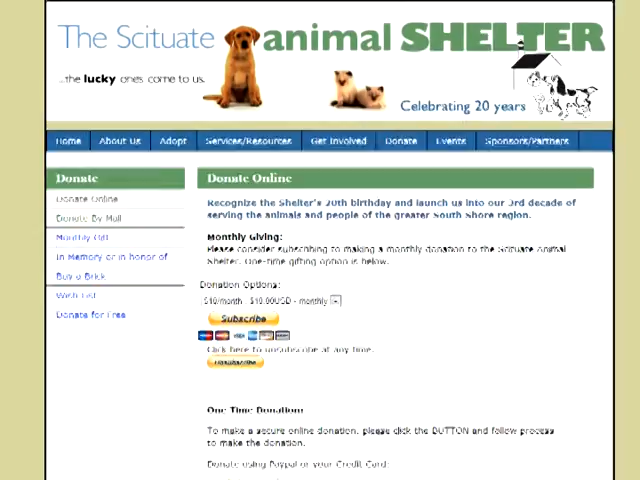 The Scituate animal SHELTER
...the lucky ones come to us.
Celebrating 20 years
Home About Us Adopt Services/Resources Get Involved Donate Events Sponsors/Partners
Donate
Donate Online
Donate By Mail
Monthly Gift
In Memory or in honor of
Buy a Brick
Wish List
Donate for Free
Donate Online
Recognize the Shelter's 20th birthday and launch us into our 3rd decade of
serving the animals and people of the greater South Shore region.
Monthly Giving:
Please consider subscribing to making a monthly donation to the Scituate Animal
Shelter. One-time gifting option is below.
Donation Options:
$10/month : $10.00USD - monthly
Subscribe
Click here to unsubscribe at any time.
Unsubscribe
One Time Donation:
To make a secure online donation, please click the BUTTON and follow process
to make the donation.
Donate using Paypal or your Credit Card: